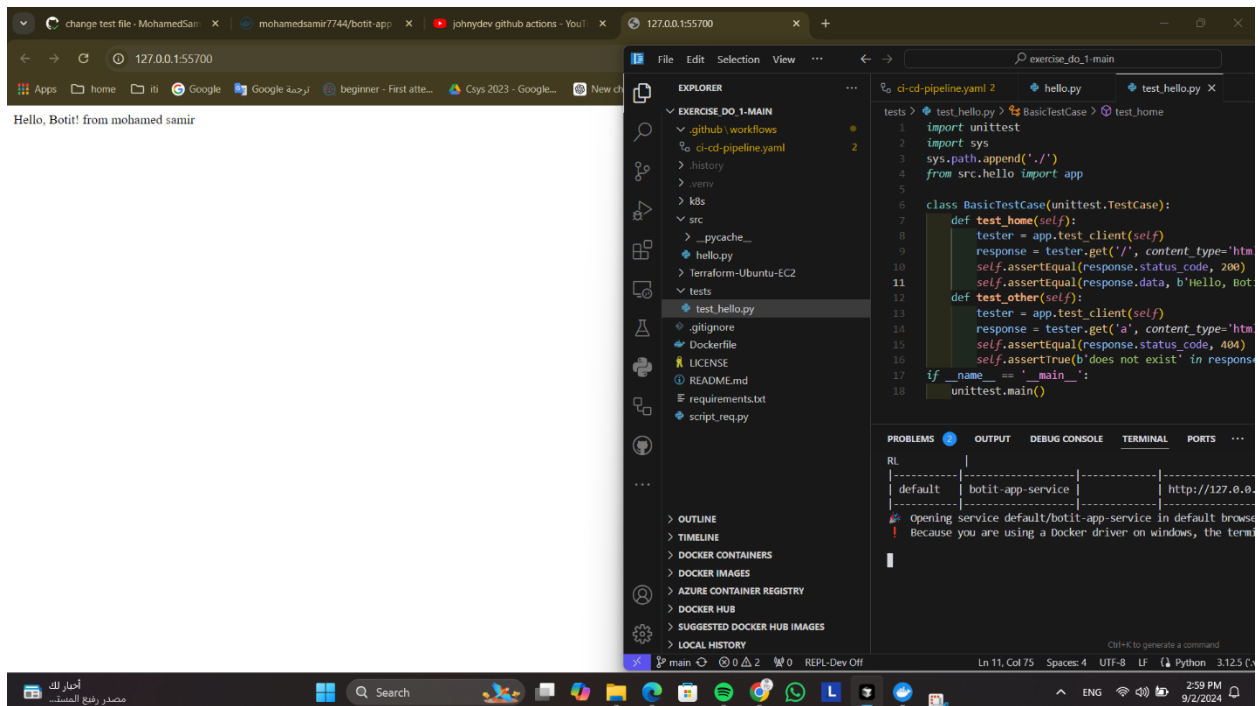 change test file - MohamedSam
mohamedsamir7744/botit-app
johnydev github actions - YouT
127.0.0.1:55700
127.0.0.1:55700
Apps
home
iti
Google
Google ترجمة
beginner - First atte...
Csys 2023 - Google...
New ch
Hello, Botit! from mohamed samir
File Edit Selection View ...
exercise_do_1-main
EXPLORER
EXERCISE_DO_1-MAIN
.github \ workflows
ci-cd-pipeline.yaml 2
.history
.venv
k8s
src
__pycache__
hello.py
Terraform-Ubuntu-EC2
tests
test_hello.py
.gitignore
Dockerfile
LICENSE
README.md
requirements.txt
script_req.py
OUTLINE
TIMELINE
DOCKER CONTAINERS
DOCKER IMAGES
AZURE CONTAINER REGISTRY
DOCKER HUB
SUGGESTED DOCKER HUB IMAGES
LOCAL HISTORY
ci-cd-pipeline.yaml 2 hello.py test_hello.py
tests > test_hello.py > BasicTestCase > test_home
1 import unittest
2 import sys
3 sys.path.append('./')
4 from src.hello import app
5
6 class BasicTestCase(unittest.TestCase):
7 def test_home(self):
8 tester = app.test_client(self)
9 response = tester.get('/', content_type='htm
10 self.assertEqual(response.status_code, 200)
11 self.assertEqual(response.data, b'Hello, Bot
12 def test_other(self):
13 tester = app.test_client(self)
14 response = tester.get('a', content_type='htm
15 self.assertEqual(response.status_code, 404)
16 self.assertTrue(b'does not exist' in response
17 if __name__ == '__main__':
18 unittest.main()
PROBLEMS 2 OUTPUT DEBUG CONSOLE TERMINAL PORTS ...
RL |
|-----------|--------------------|-------------|--------------
| default | botit-app-service | | http://127.0.0.
|-----------|--------------------|-------------|--------------
Opening service default/botit-app-service in default browse
! Because you are using a Docker driver on windows, the termi
Ctrl+K to generate a command
main 0 2 0 REPL-Dev Off Ln 11, Col 75 Spaces: 4 UTF-8 LF Python 3.12.5 ('.v
أخبار لك
مصدر رفيع المستـ...
Search
ENG
2:59 PM
9/2/2024